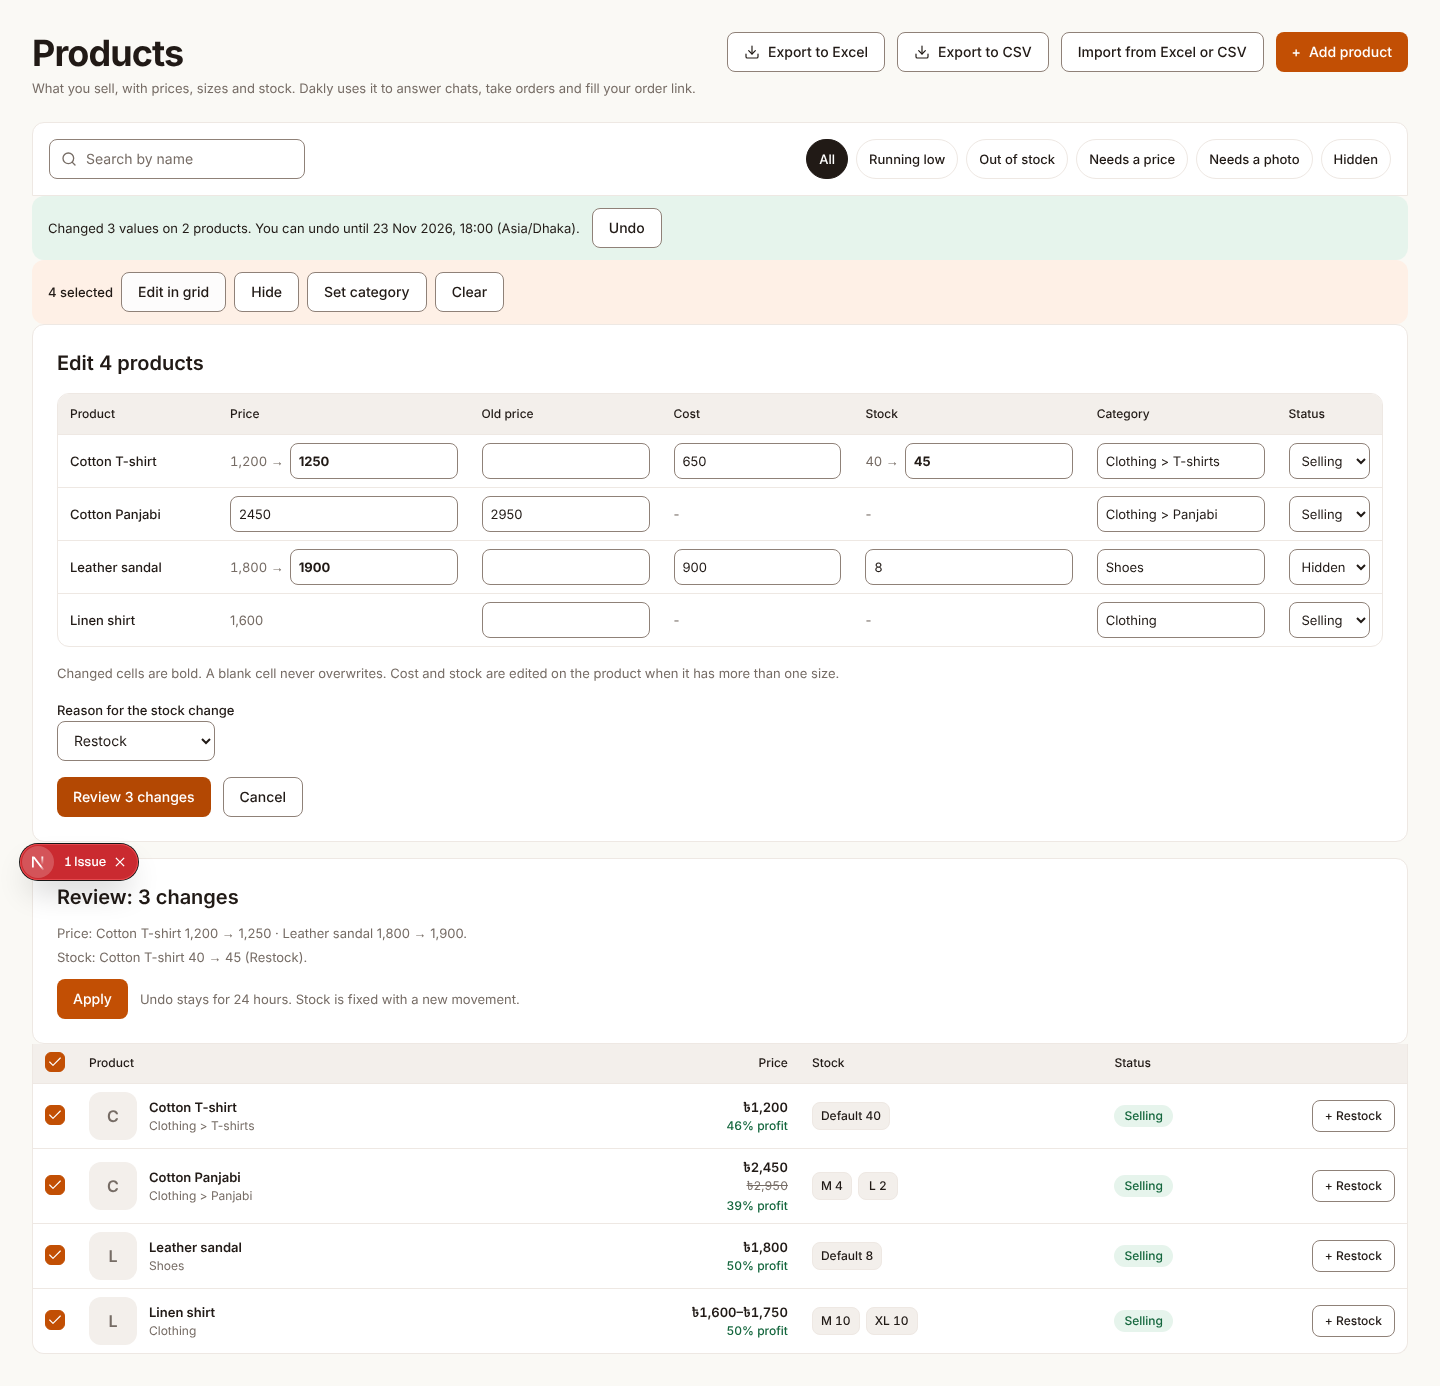 Products
Export to Excel
Export to CSV
Import from Excel or CSV
+ Add product
What you sell, with prices, sizes and stock. Dakly uses it to answer chats, take orders and fill your order link.
Search by name
All
Running low
Out of stock
Needs a price
Needs a photo
Hidden
Changed 3 values on 2 products. You can undo until 23 Nov 2026, 18:00 (Asia/Dhaka).
Undo
4 selected
Edit in grid
Hide
Set category
Clear
Edit 4 products
Product Price Old price Cost Stock Category Status
Cotton T-shirt 1,200 → 1250 650 40 → 45 Clothing > T-shirts Selling
Cotton Panjabi 2450 2950 - - Clothing > Panjabi Selling
Leather sandal 1,800 → 1900 900 8 Shoes Hidden
Linen shirt 1,600 - - Clothing Selling
Changed cells are bold. A blank cell never overwrites. Cost and stock are edited on the product when it has more than one size.
Reason for the stock change
Restock
Review 3 changes
Cancel
N 1 Issue
Review: 3 changes
Price: Cotton T-shirt 1,200 → 1,250 · Leather sandal 1,800 → 1,900.
Stock: Cotton T-shirt 40 → 45 (Restock).
Apply
Undo stays for 24 hours. Stock is fixed with a new movement.
Product Price Stock Status
C Cotton T-shirt ৳1,200 Default 40 Selling + Restock
Clothing > T-shirts 46% profit
C Cotton Panjabi ৳2,450 M 4 L 2 Selling + Restock
৳2,950
Clothing > Panjabi 39% profit
L Leather sandal ৳1,800 Default 8 Selling + Restock
Shoes 50% profit
L Linen shirt ৳1,600–৳1,750 M 10 XL 10 Selling + Restock
Clothing 50% profit